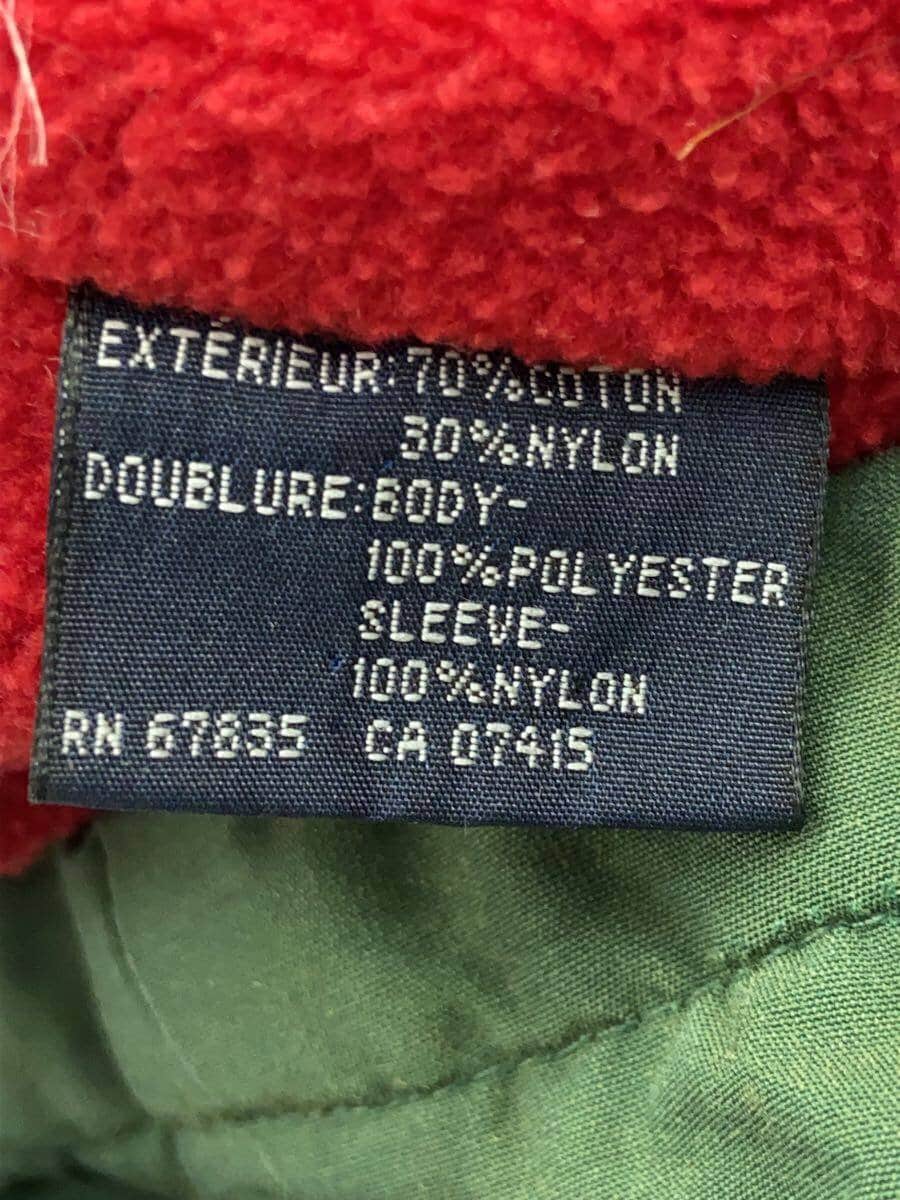 EXTÉRIEUR:70%COTON
30%NYLON
DOUBLURE:BODY-
100%POLYESTER
SLEEVE-
100%NYLON
RN 67835 CA 07415